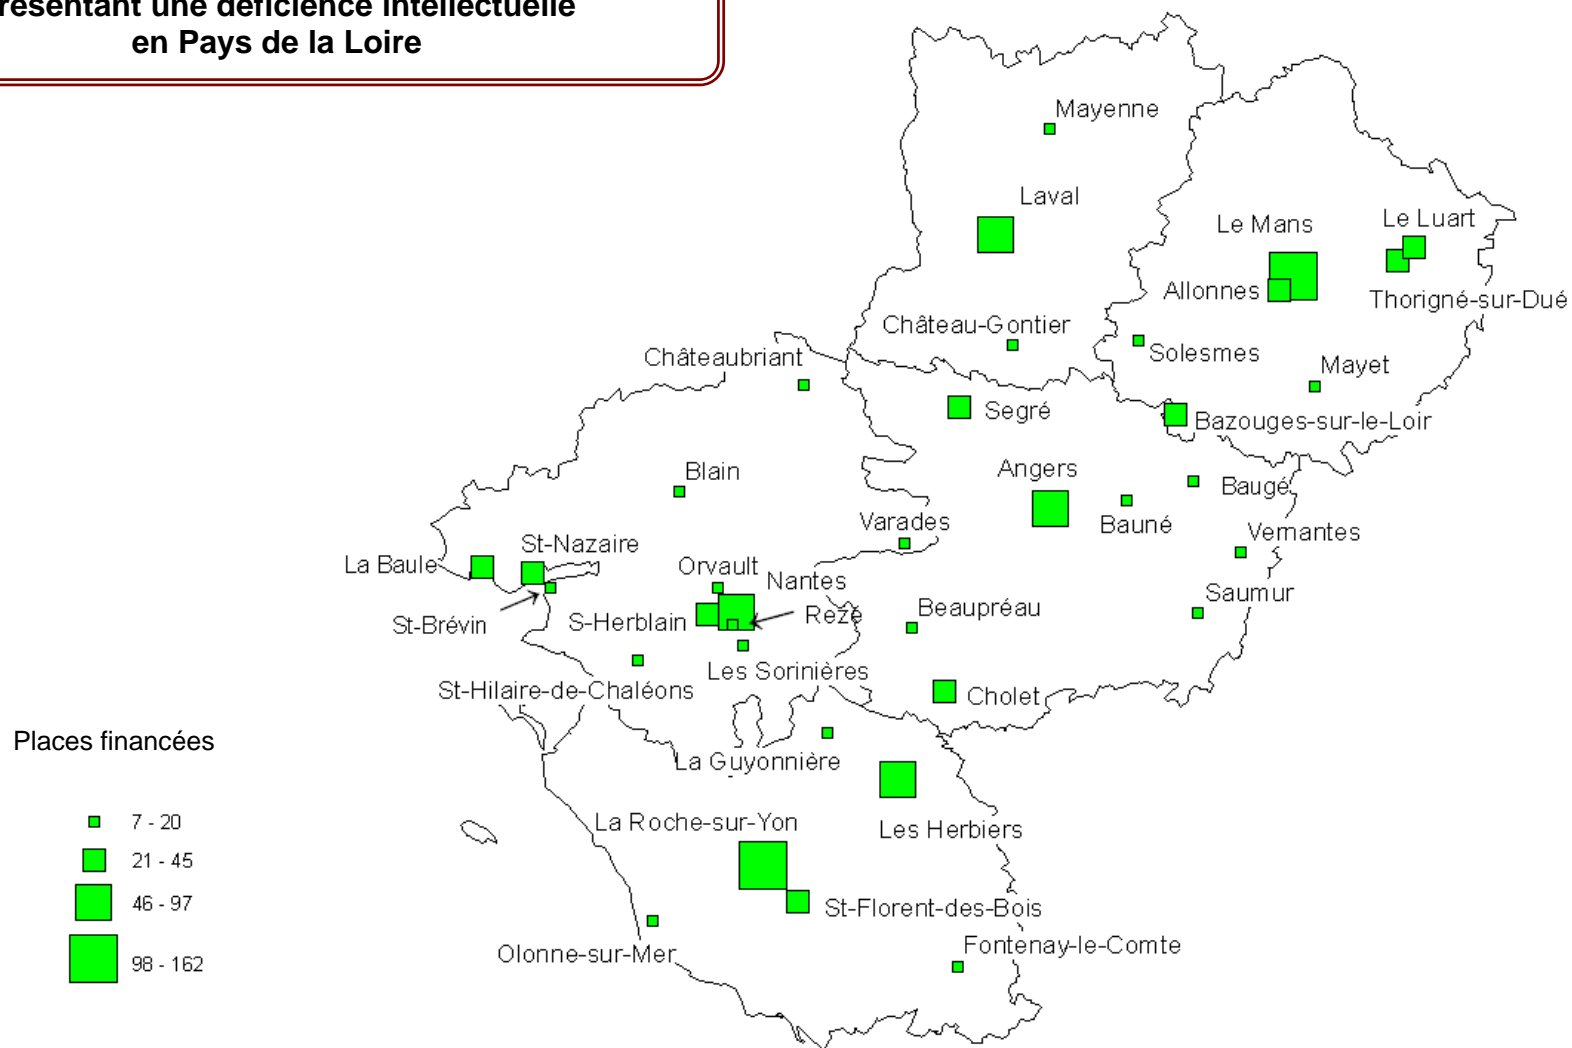 résentant une déficience intellectuelle
en Pays de la Loire
Mayenne
Laval
Le Mans
Le Luart
Allonnes
Thorigné-sur-Dué
Château-Gontier
Châteaubriant
Solesmes
Mayet
Segré
Bazouges-sur-le-Loir
Blain
Angers
Baugé
Bauné
Varades
Vernantes
St-Nazaire
La Baule
Orvault
Nantes
Saumur
Beaupréau
Rezé
St-Brévin
S-Herblain
Les Sorinières
St-Hilaire-de-Chaléons
Cholet
Places financées
La Guyonnière
7 - 20
La Roche-sur-Yon
Les Herbiers
21 - 45
46 - 97
St-Florent-des-Bois
Olonne-sur-Mer
Fontenay-le-Comte
98 - 162